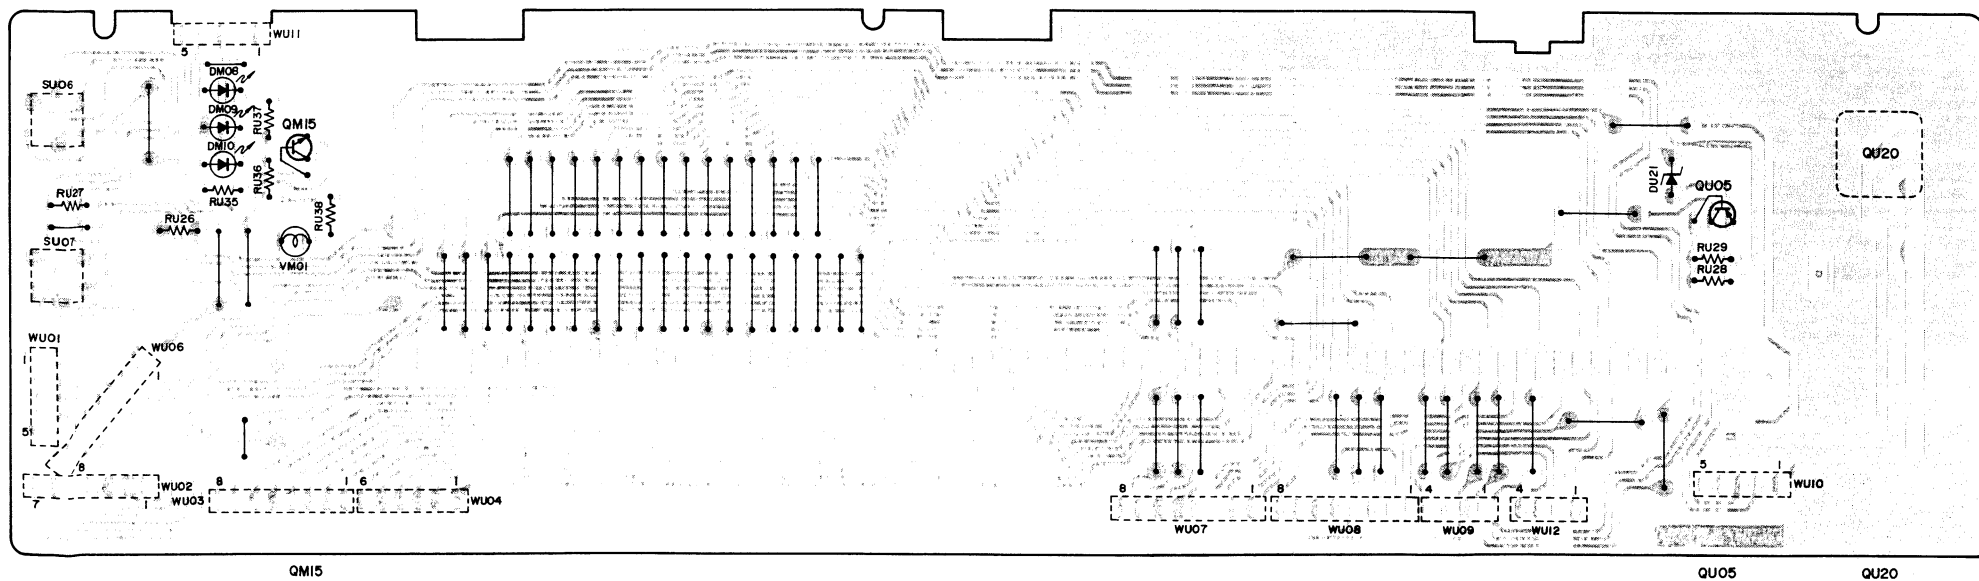 WU11
5 1
DM08
SU06
DM09
RU37
QM15
DM10
RU36
RU35
RU27
RU26
RU38
SU07
VM01
QU20
DU21
QU05
RU29
RU28
WU01
1
5
WU06
1
8
WU02
7 1
WU03
8 1
6 1
WU04
8 1
WU07
8 1
WU08
4 1
WU09
4 1
WU12
5 1
WU10
QM15 QU05 QU20